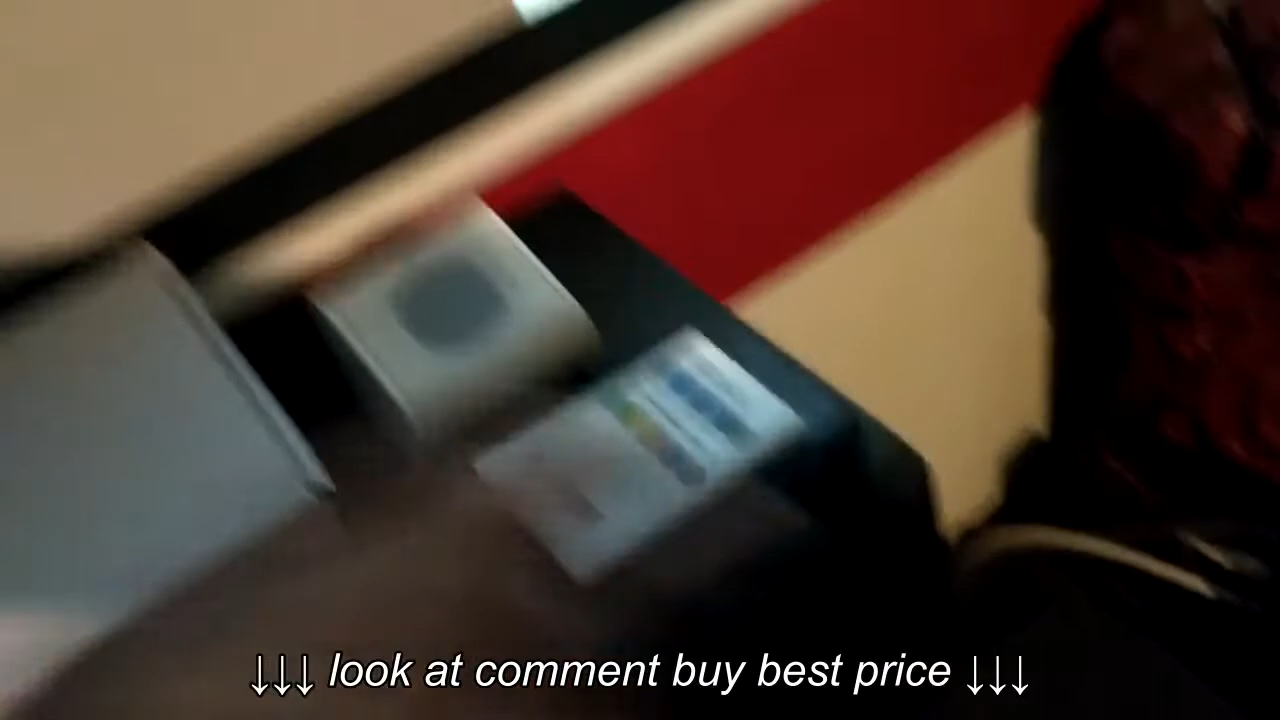 ↓↓↓ look at comment buy best price ↓↓↓